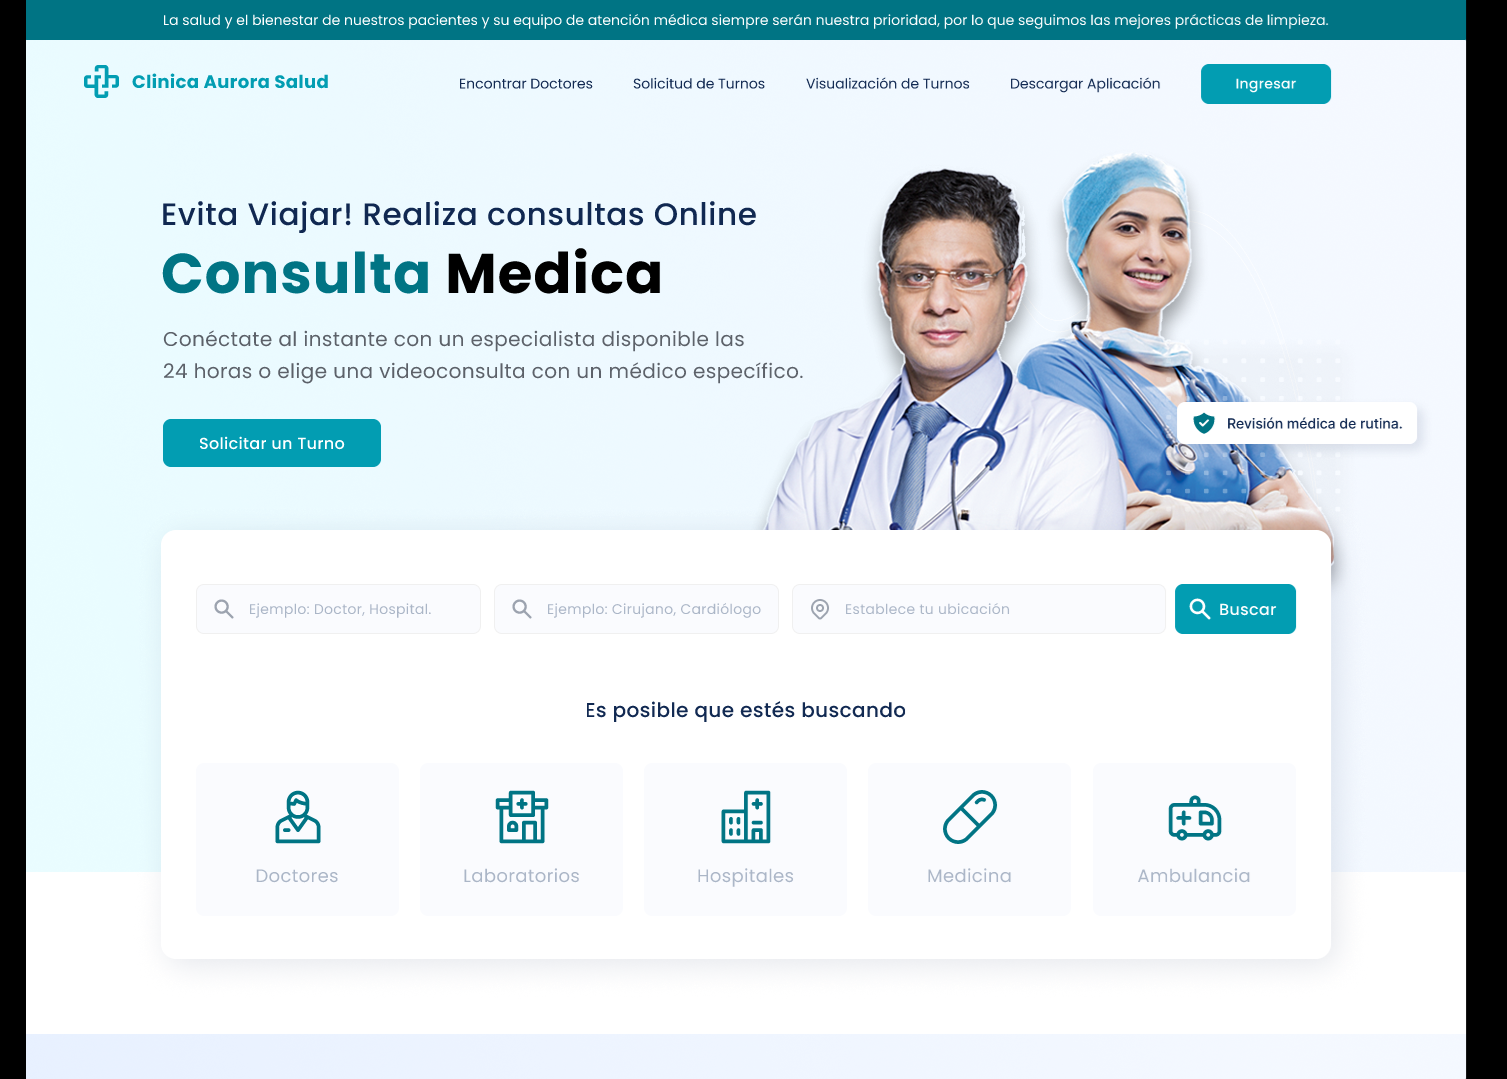 La salud y el bienestar de nuestros pacientes y su equipo de atención médica siempre serán nuestra prioridad, por lo que seguimos las mejores prácticas de limpieza.
Clinica Aurora Salud
Encontrar Doctores
Solicitud de Turnos
Visualización de Turnos
Descargar Aplicación
Ingresar
Evita Viajar! Realiza consultas Online
Consulta Medica
Conéctate al instante con un especialista disponible las
24 horas o elige una videoconsulta con un médico específico.
Solicitar un Turno
Revisión médica de rutina.
Ejemplo: Doctor, Hospital.
Ejemplo: Cirujano, Cardiólogo
Establece tu ubicación
Buscar
Es posible que estés buscando
Doctores
Laboratorios
Hospitales
Medicina
Ambulancia